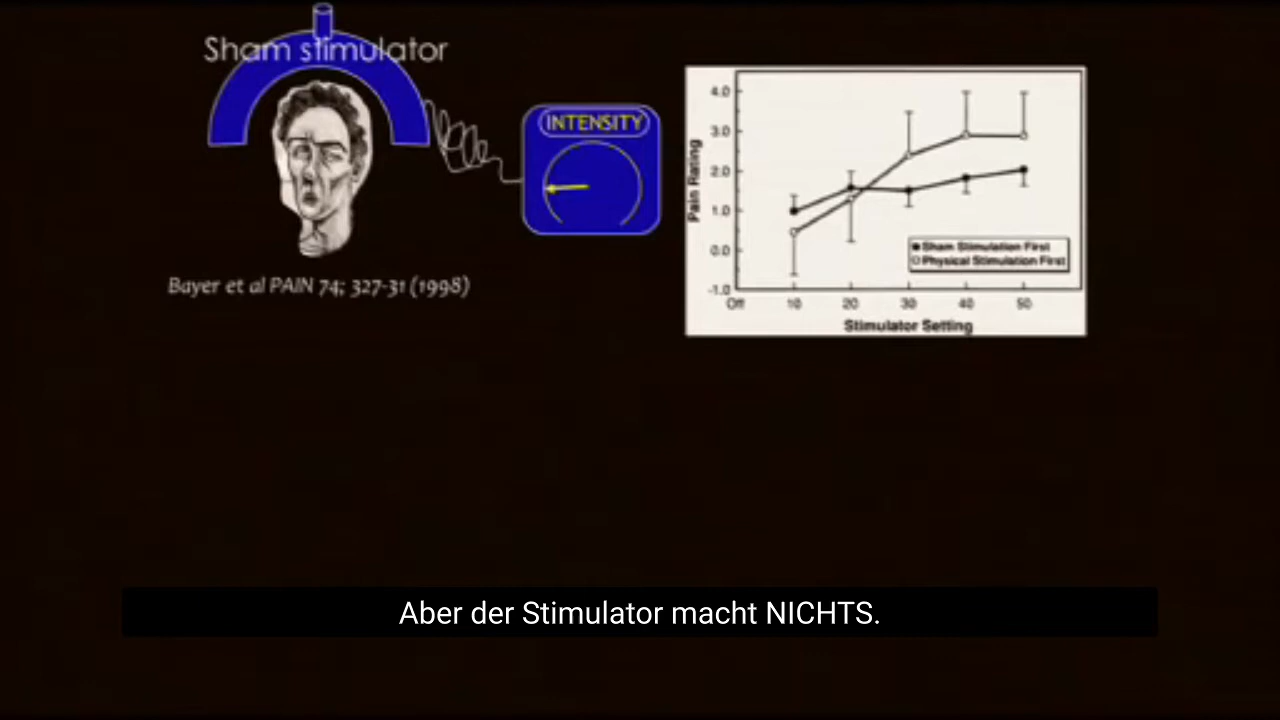 Sham stimulator
INTENSITY
Bayer et al PAIN 74; 327-31 (1998)
4.0
3.0
2.0
1.0
0.0
-1.0
Pain Rating
Sham Stimulation First
Physical Stimulation First
Off 10 20 30 40 50
Stimulator Setting
Aber der Stimulator macht NICHTS.